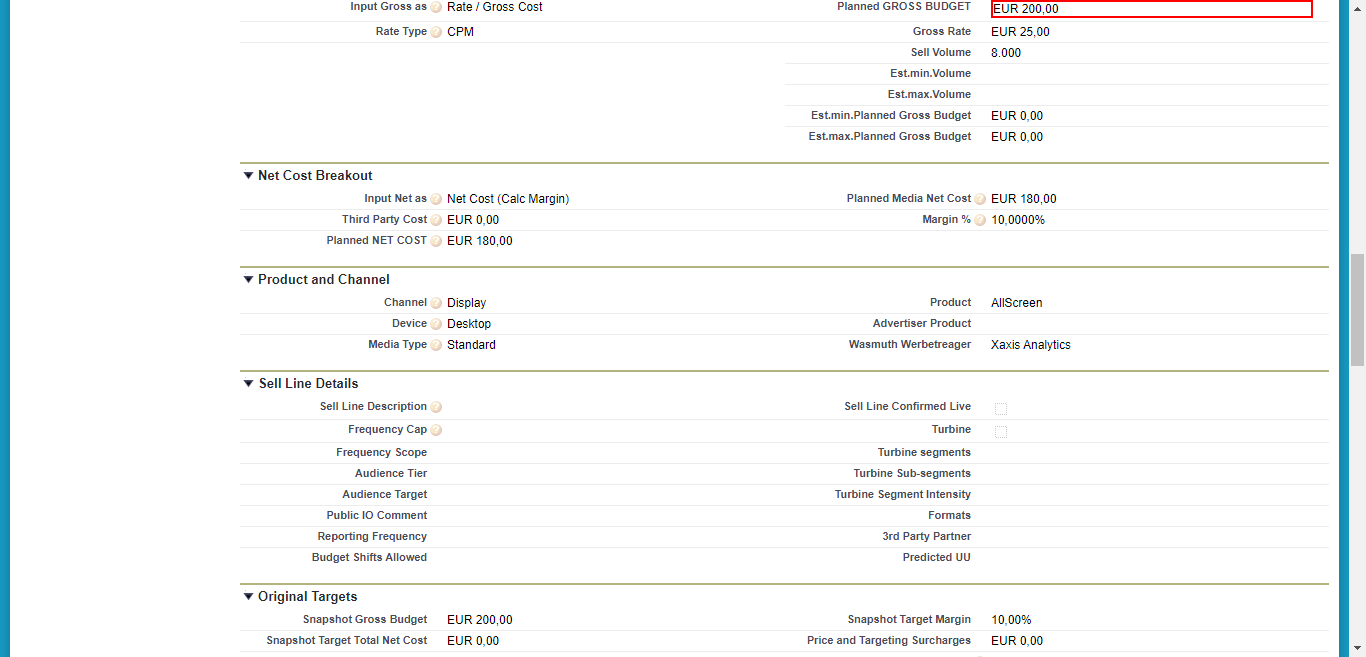 Input Gross as Rate / Gross Cost Planned GROSS BUDGET EUR 200,00
Rate Type CPM Gross Rate EUR 25,00
Sell Volume 8.000
Est.min.Volume
Est.max.Volume
Est.min.Planned Gross Budget EUR 0,00
Est.max.Planned Gross Budget EUR 0,00
Net Cost Breakout
Input Net as Net Cost (Calc Margin) Planned Media Net Cost EUR 180,00
Third Party Cost EUR 0,00 Margin % 10,0000%
Planned NET COST EUR 180,00
Product and Channel
Channel Display Product AllScreen
Device Desktop Advertiser Product
Media Type Standard Wasmuth Werbetreager Xaxis Analytics
Sell Line Details
Sell Line Description Sell Line Confirmed Live
Frequency Cap Turbine
Frequency Scope Turbine segments
Audience Tier Turbine Sub-segments
Audience Target Turbine Segment Intensity
Public IO Comment Formats
Reporting Frequency 3rd Party Partner
Budget Shifts Allowed Predicted UU
Original Targets
Snapshot Gross Budget EUR 200,00 Snapshot Target Margin 10,00%
Snapshot Target Total Net Cost EUR 0,00 Price and Targeting Surcharges EUR 0,00